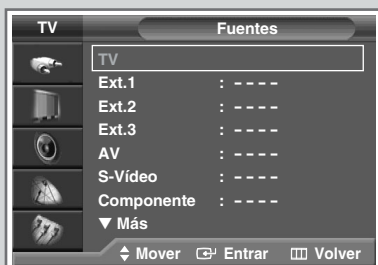 TV Fuentes
TV
Ext.1 : - - - -
Ext.2 : - - - -
Ext.3 : - - - -
AV : - - - -
S-Vídeo : - - - -
Componente : - - - -
▼ Más
Mover Entrar Volver